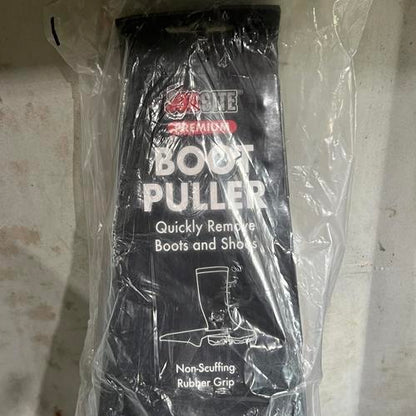 PREMIUM
BOOT
PULLER
Quickly Remove
Boots and Shoes
Non-Scuffing
Rubber Grip